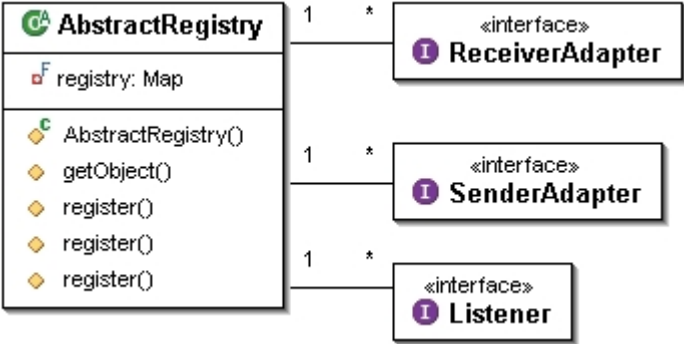 AbstractRegistry
registry: Map
AbstractRegistry()
getObject()
register()
register()
register()
1 *
«interface»
ReceiverAdapter
1 *
«interface»
SenderAdapter
1 *
«interface»
Listener